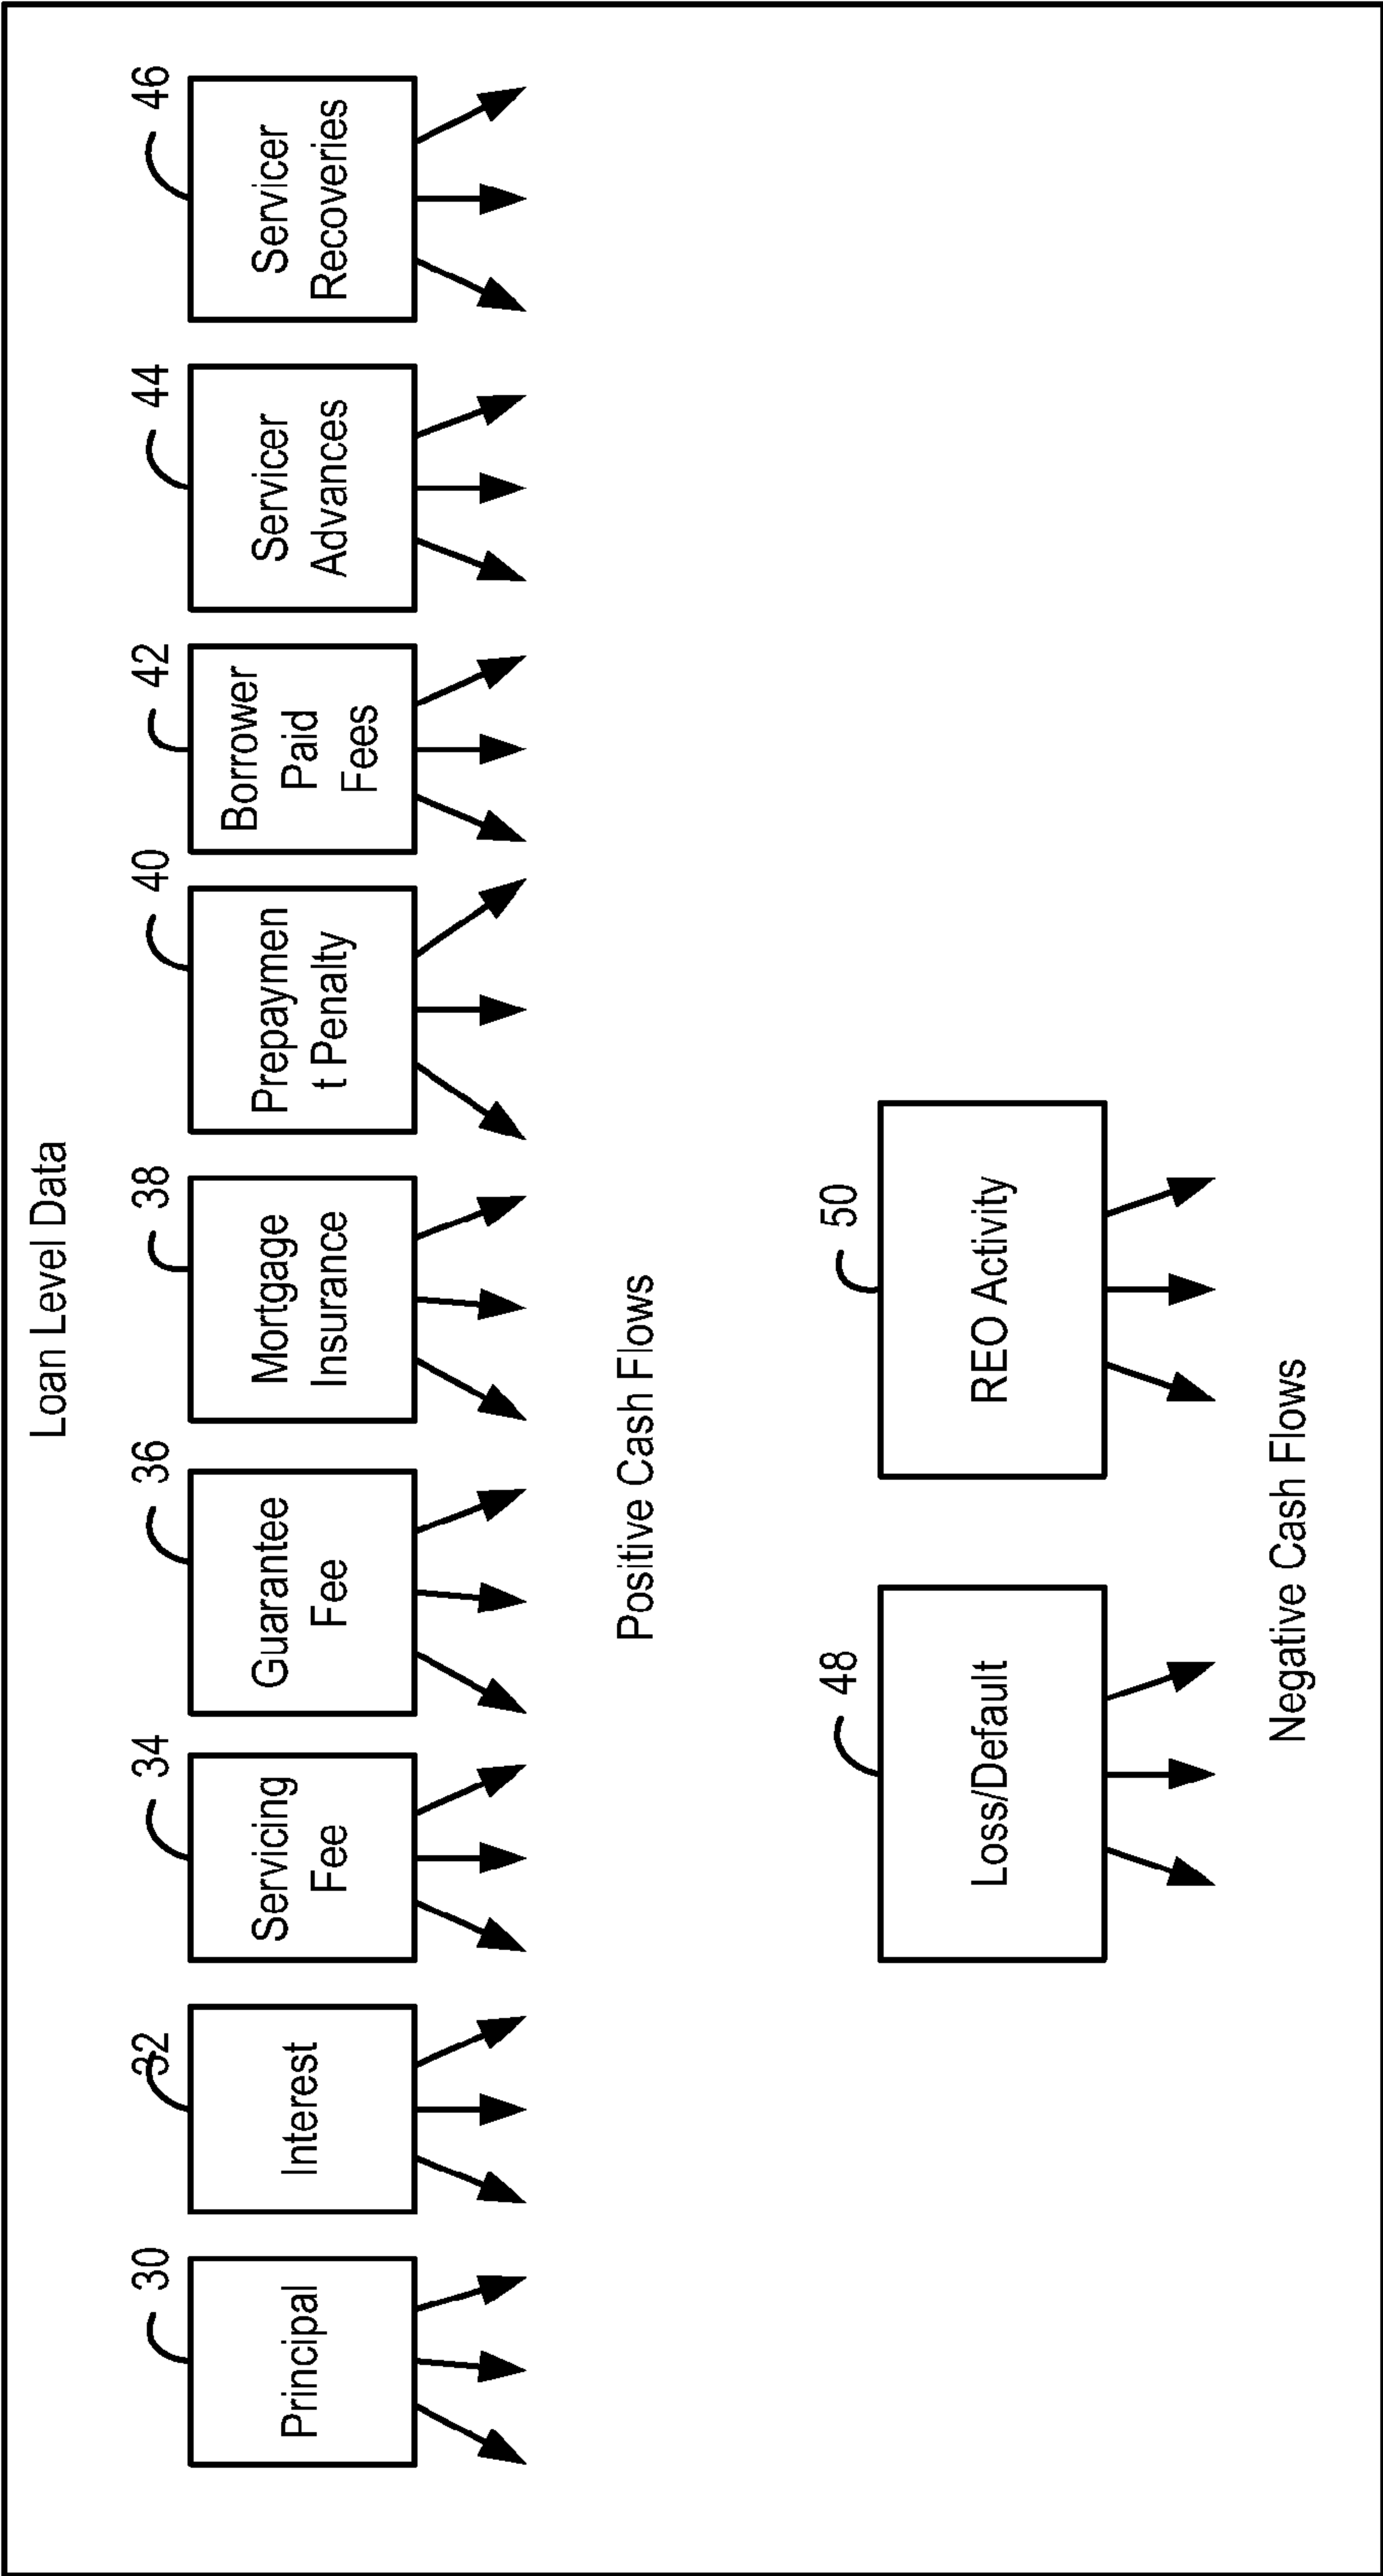 Loan Level Data
30
Principal
32
Interest
34
Servicing
Fee
36
Guarantee
Fee
38
Mortgage
Insurance
40
Prepaymen
t Penalty
42
Borrower
Paid
Fees
44
Servicer
Advances
46
Servicer
Recoveries
Positive Cash Flows
48
Loss/Default
50
REO Activity
Negative Cash Flows